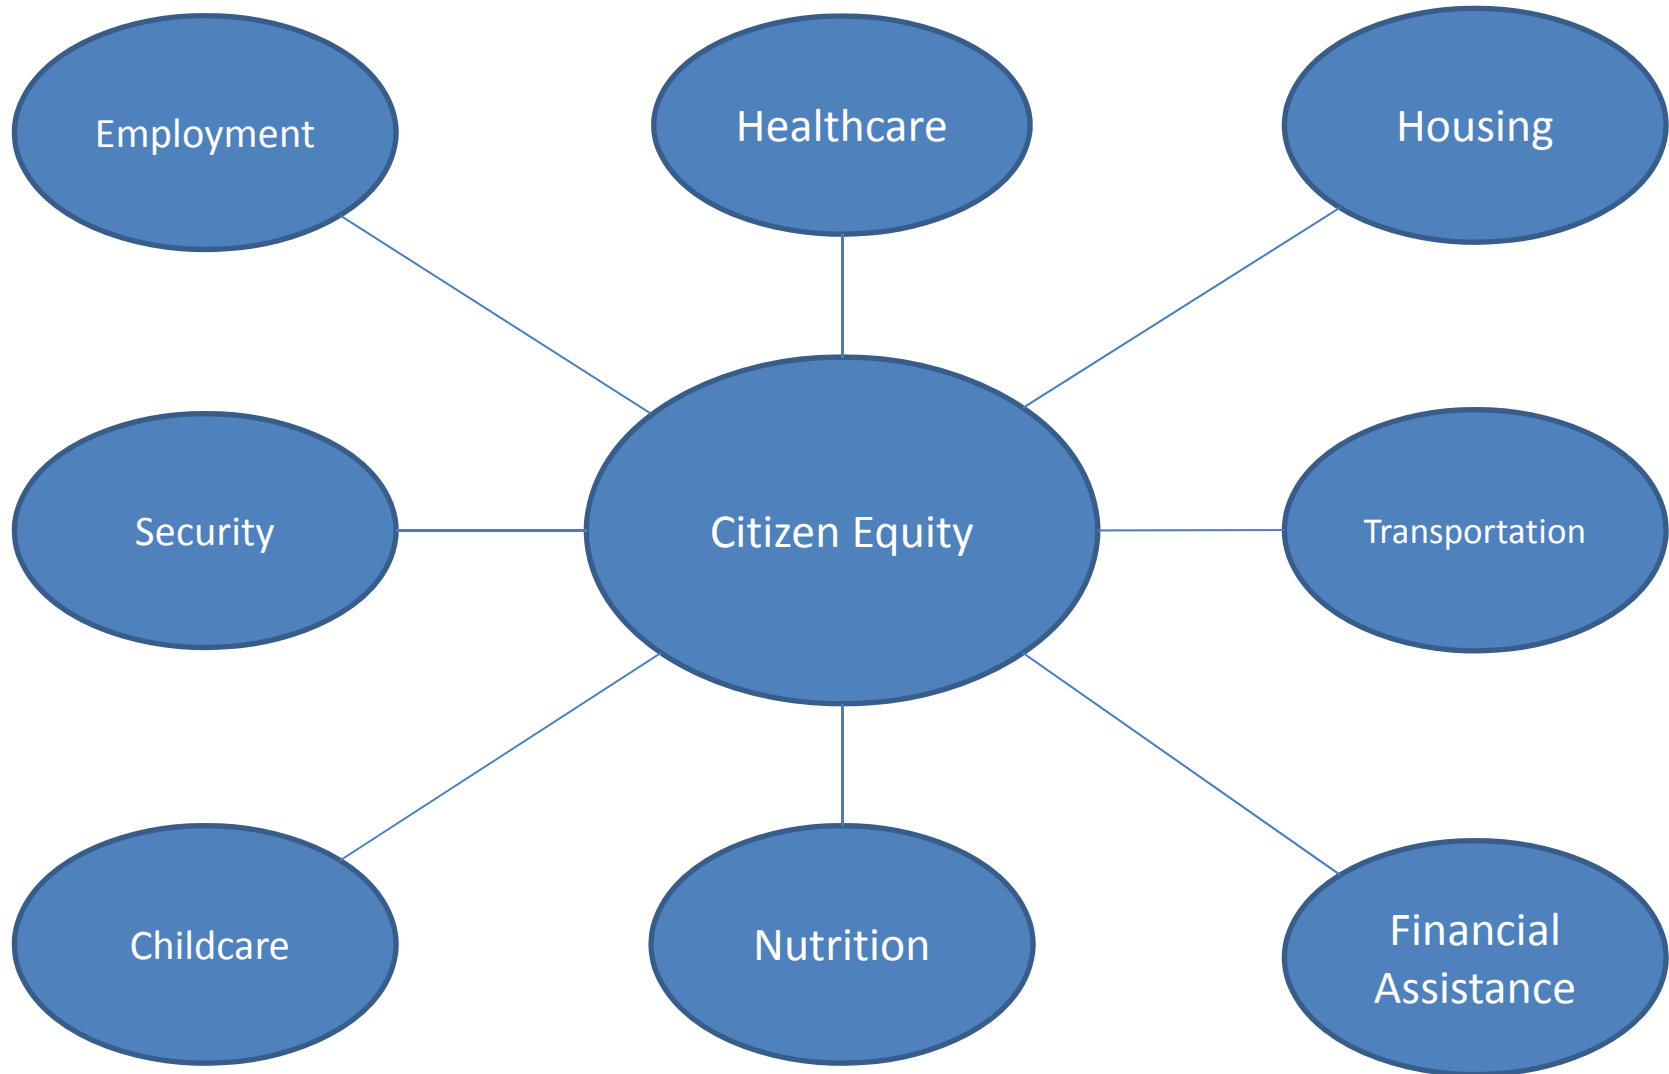 Employment
Healthcare
Housing
Security
Citizen Equity
Transportation
Childcare
Nutrition
Financial
Assistance